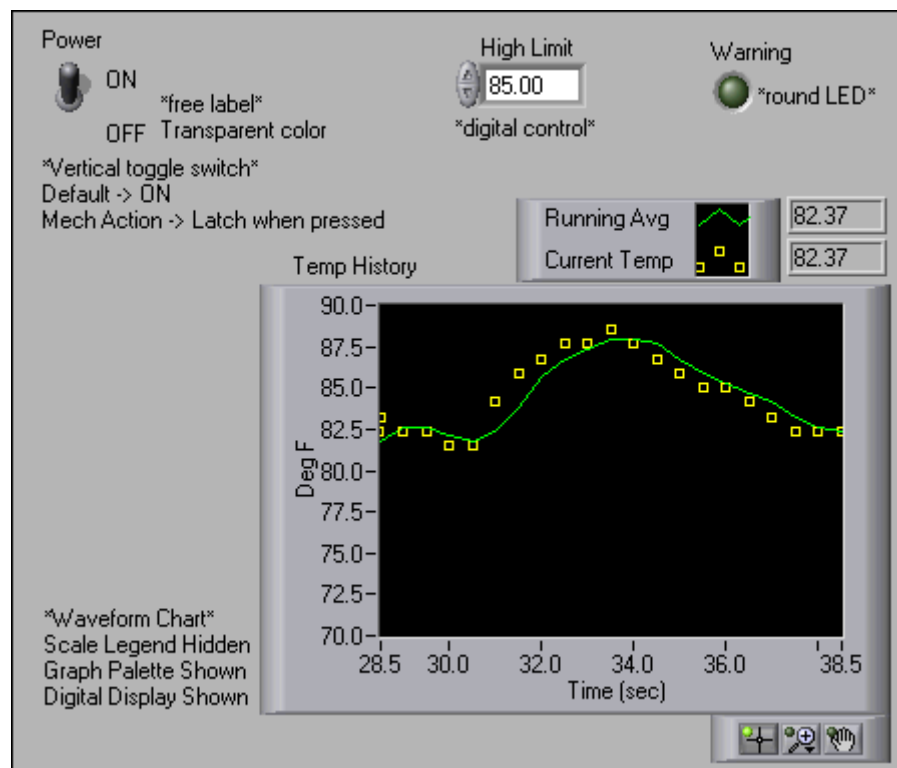 Power
ON
*free label*
OFF Transparent color
*Vertical toggle switch*
Default -> ON
Mech Action -> Latch when pressed
High Limit
85.00
*digital control*
Warning
*round LED*
Running Avg 82.37
Current Temp 82.37
Temp History
90.0
87.5
85.0
82.5
80.0
77.5
75.0
72.5
70.0
Deg F
28.5 30.0 32.0 34.0 36.0 38.5
Time (sec)
*Waveform Chart*
Scale Legend Hidden
Graph Palette Shown
Digital Display Shown